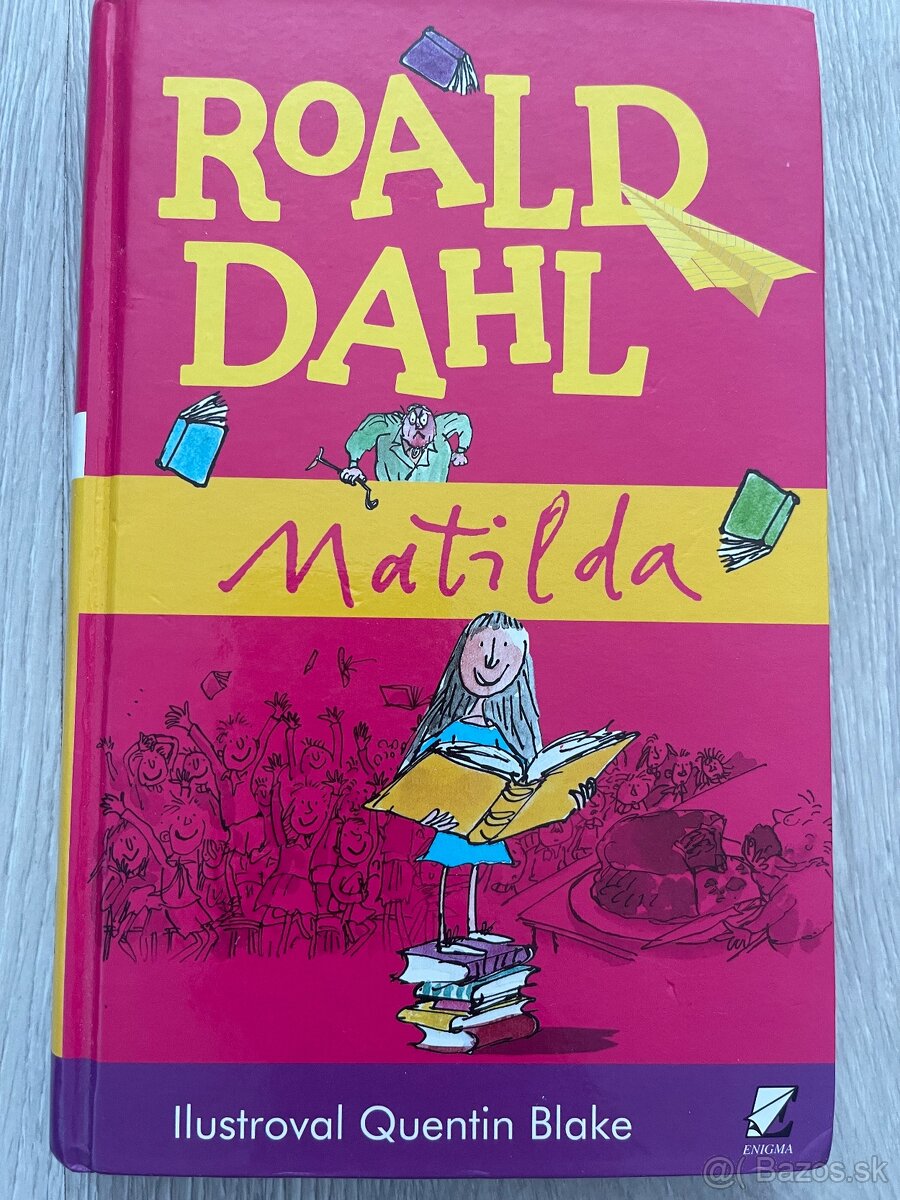 ROALD
DAHL
Matilda
Ilustroval Quentin Blake
ENIGMA
@( Bazos.sk